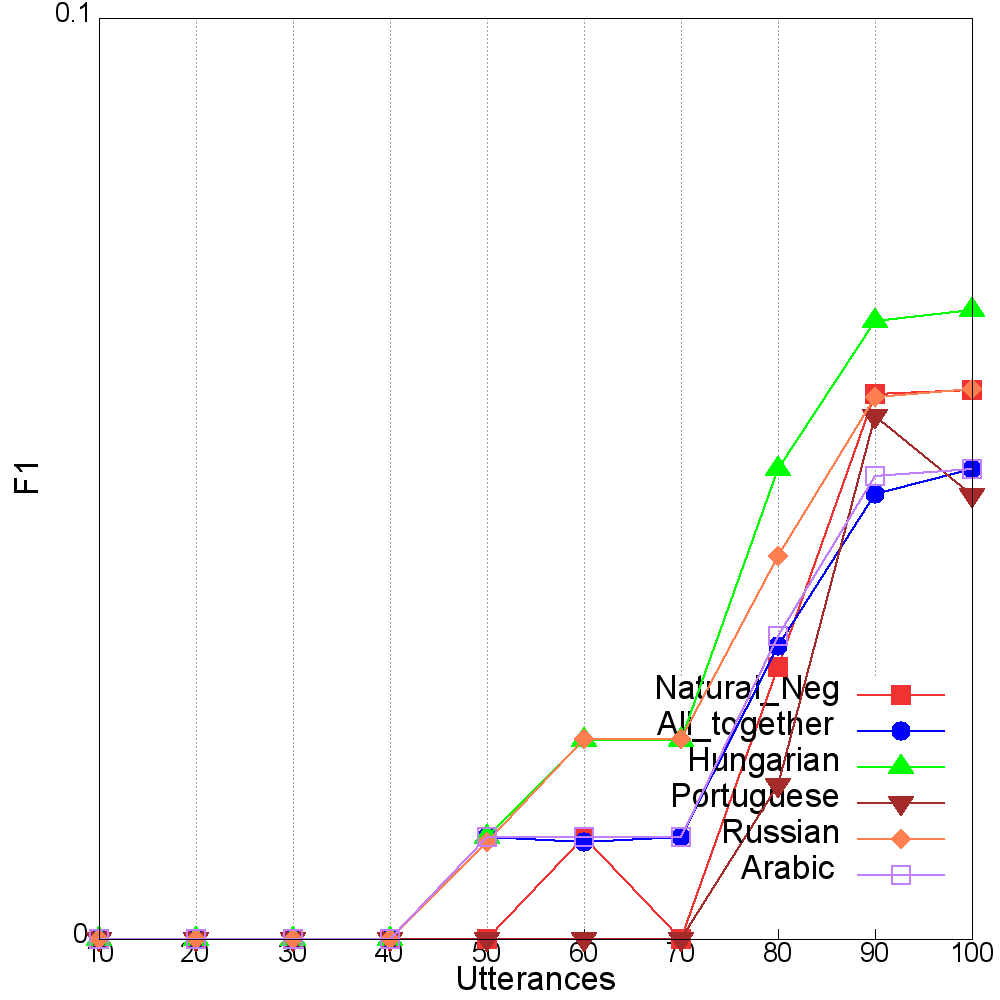 0.1
F1
Natural_Neg
All_together
Hungarian
Portuguese
Russian
Arabic
0
10 20 30 40 50 60 70 80 90 100
Utterances